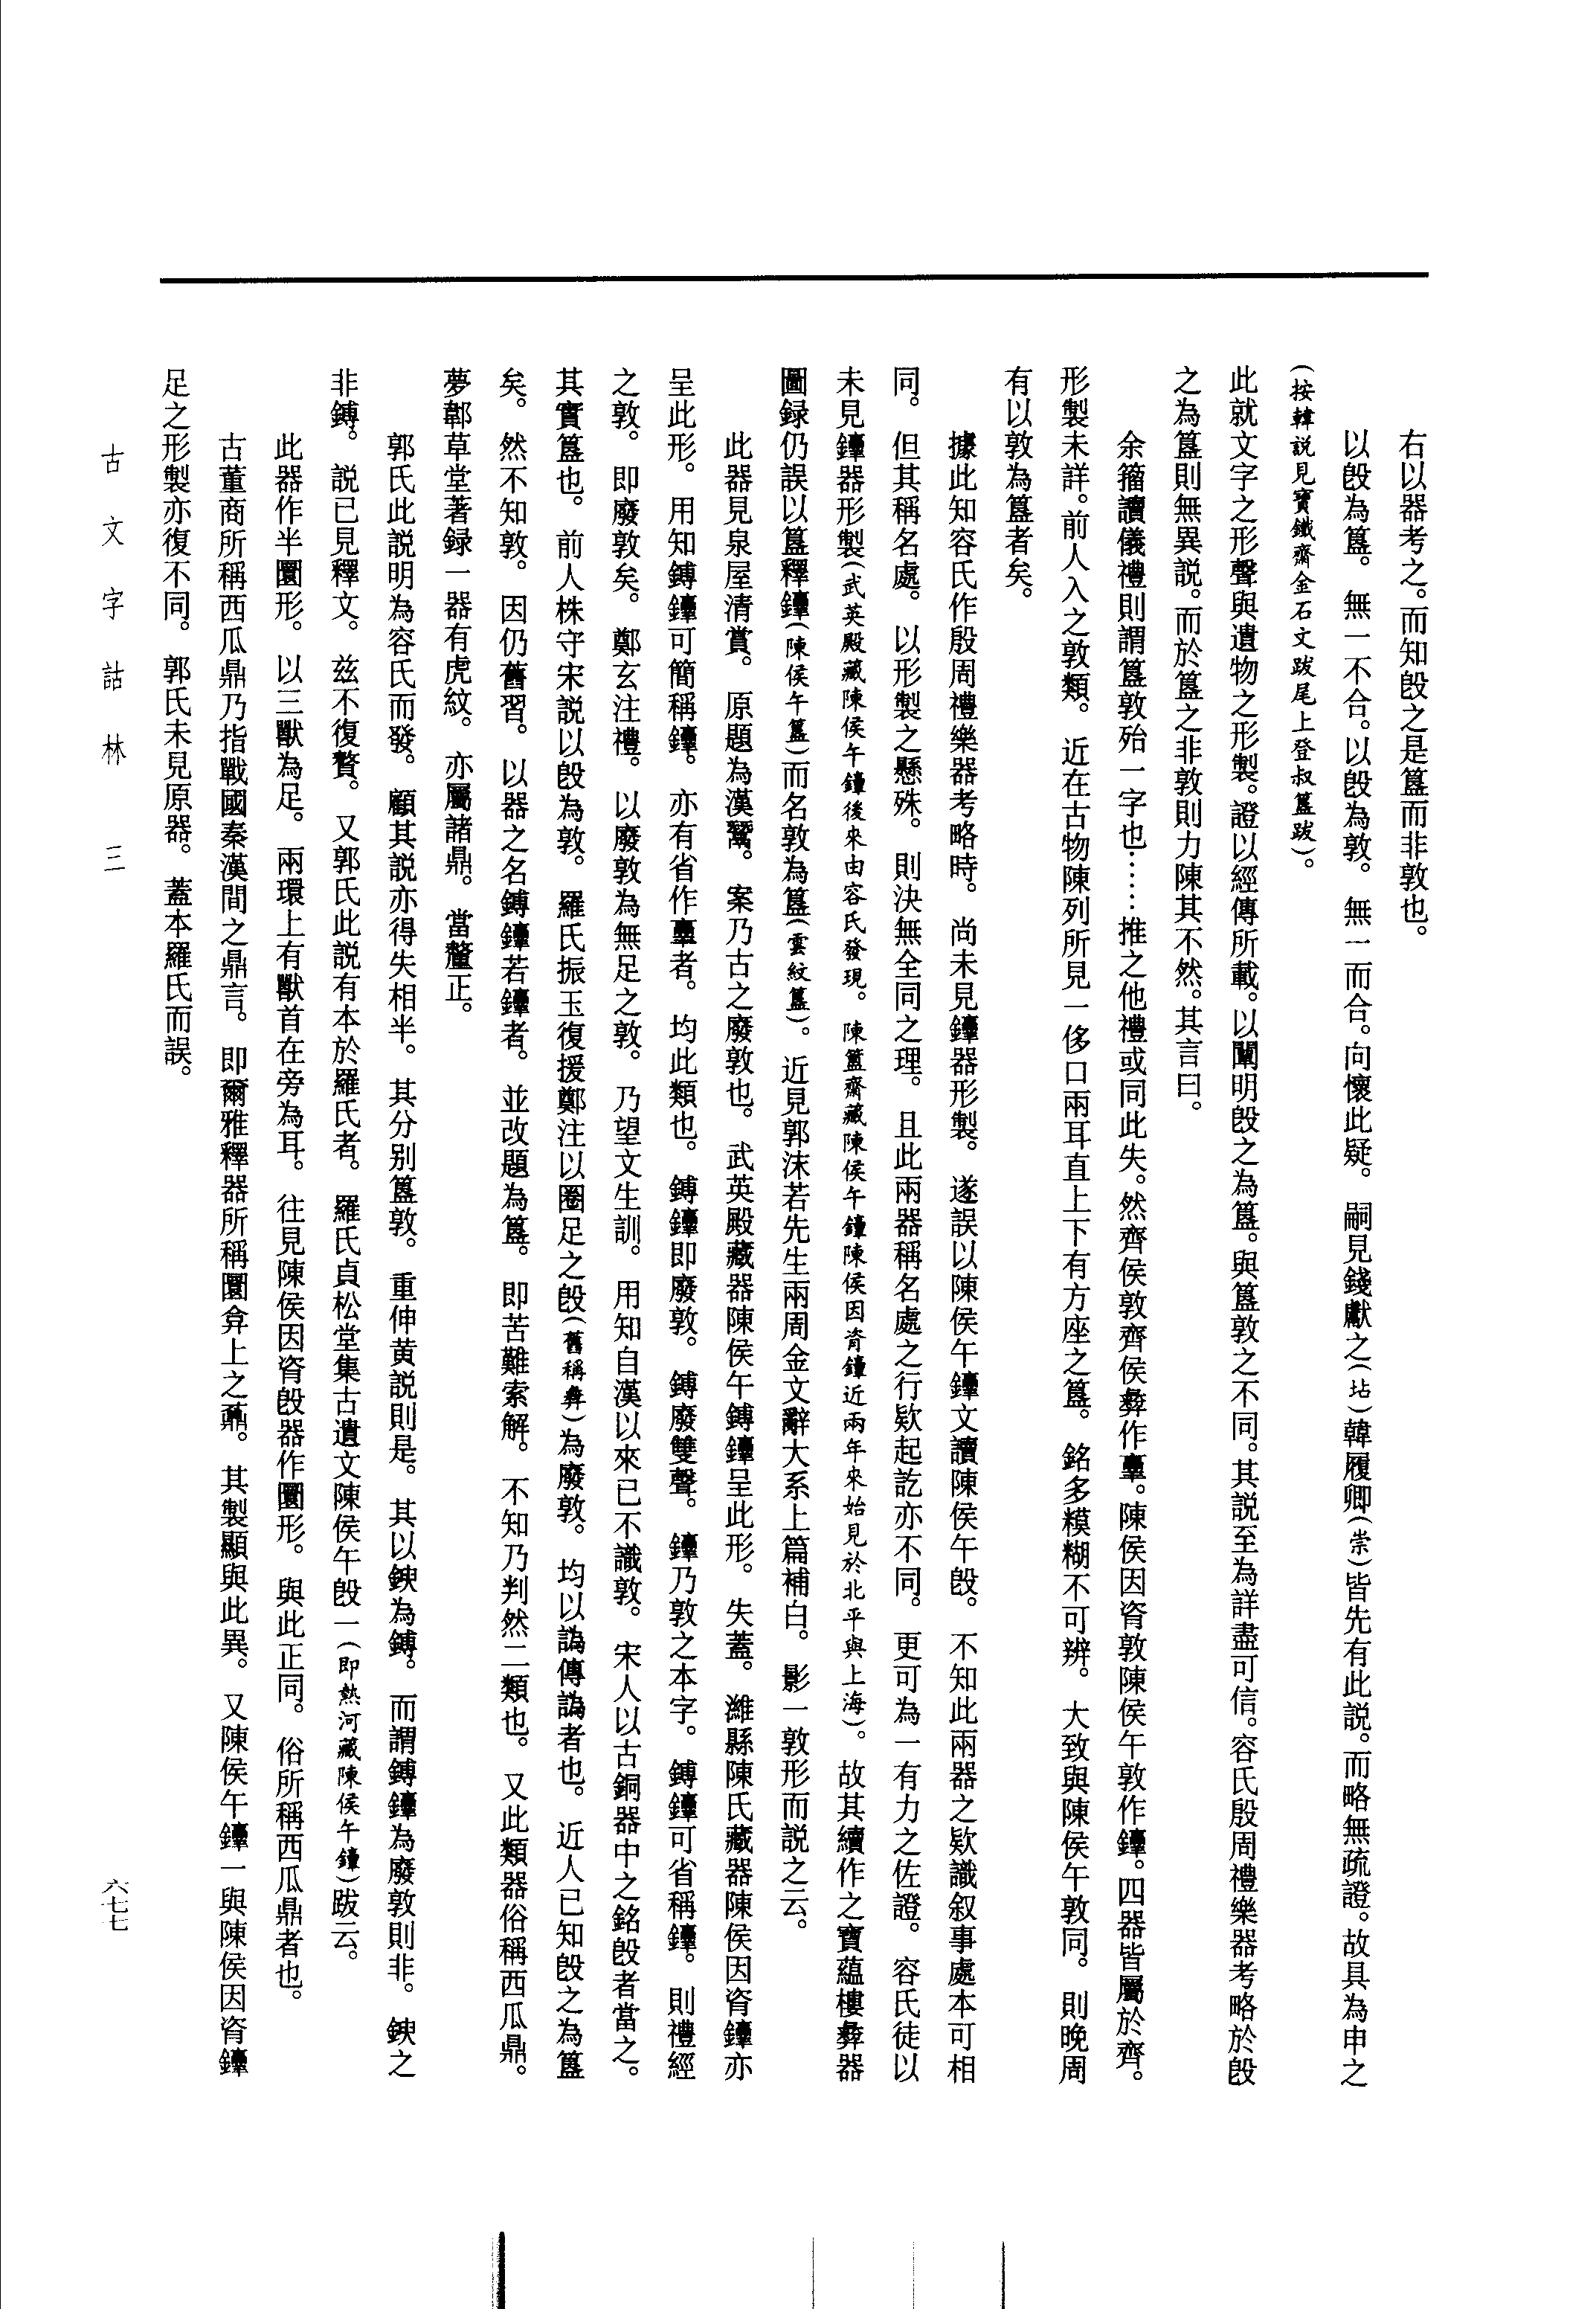 右以器考之。而知㲃之是簋而非敦也。
以㲃為簋。無一不合。以㲃為敦。無一而合。向懷此疑。嗣見錢獻之(坫)韓履卿(崇)皆先有此説。而略無疏證。故具為申之
(按韓説見寶鐵齋金石文跋尾上登叔簋跋)。
此就文字之形聲與遺物之形製。證以經傳所載。以闡明㲃之為簋。與簋敦之不同。其説至為詳盡可信。容氏殷周禮樂器考略於㲃
之為簋則無異説。而於簋之非敦則力陳其不然。其言曰。
余籀讀儀禮則謂簋敦殆一字也……推之他禮或同此失。然齊侯敦齊侯彝作𦎫。陳侯因𬱖敦陳侯午敦作錞。四器皆屬於齊。
形製未詳。前人入之敦類。近在古物陳列所見一侈口兩耳直上下有方座之簋。銘多模糊不可辨。大致與陳侯午敦同。則晚周
有以敦為簋者矣。
據此知容氏作殷周禮樂器考略時。尚未見錞器形製。遂誤以陳侯午錞文讀陳侯午㲃。不知此兩器之欵識叙事處本可相
同。但其稱名處。以形製之懸殊。則決無全同之理。且此兩器稱名處之行欵起訖亦不同。更可為一有力之佐證。容氏徒以
未見錞器形製(武英殿藏陳侯午錞後來由容氏發現。陳簠齋藏陳侯午錞陳侯因𬱖錞近兩年來始見於北平與上海)。故其續作之寶蘊樓彝器
圖録仍誤以簋釋錞(陳侯午簋)而名敦為簋(雲紋簋)。近見郭沫若先生兩周金文辭大系上篇補白。影一敦形而説之云。
此器見泉屋清賞。原題為漢鬵。案乃古之廢敦也。武英殿藏器陳侯午鎛錞呈此形。失蓋。濰縣陳氏藏器陳侯因𬱖錞亦
呈此形。用知鎛錞可簡稱錞。亦有省作𦎫者。均此類也。鎛錞即廢敦。鎛廢雙聲。錞乃敦之本字。鎛錞可省稱錞。則禮經
之敦。即廢敦矣。鄭玄注禮。以廢敦為無足之敦。乃望文生訓。用知自漢以來已不識敦。宋人以古銅器中之銘㲃者當之。
其實簋也。前人株守宋説以㲃為敦。羅氏振玉復援鄭注以圈足之㲃(舊稱彝)為廢敦。均以譌傳譌者也。近人已知㲃之為簋
矣。然不知敦。因仍舊習。以器之名鎛錞若錞者。並改題為簋。即苦難索解。不知乃判然二類也。又此類器俗稱西瓜鼎。
夢郼草堂著録一器有虎紋。亦屬諸鼎。當釐正。
郭氏此説明為容氏而發。顧其説亦得失相半。其分别簋敦。重伸黄説則是。其以鉠為鎛。而謂鎛錞為廢敦則非。鉠之
非鎛。説已見釋文。兹不復贅。又郭氏此説有本於羅氏者。羅氏貞松堂集古遺文陳侯午㲃一(即熱河藏陳侯午錞)跋云。
此器作半圜形。以三獸為足。兩環上有獸首在旁為耳。往見陳侯因𬱖㲃器作圜形。與此正同。俗所稱西瓜鼎者也。
古董商所稱西瓜鼎乃指戰國秦漢間之鼎言。即爾雅釋器所稱圜弇上之鼒。其製顯與此異。又陳侯午錞一與陳侯因𬱖錞
足之形製亦復不同。郭氏未見原器。蓋本羅氏而誤。
古文字詁林 三
六七七